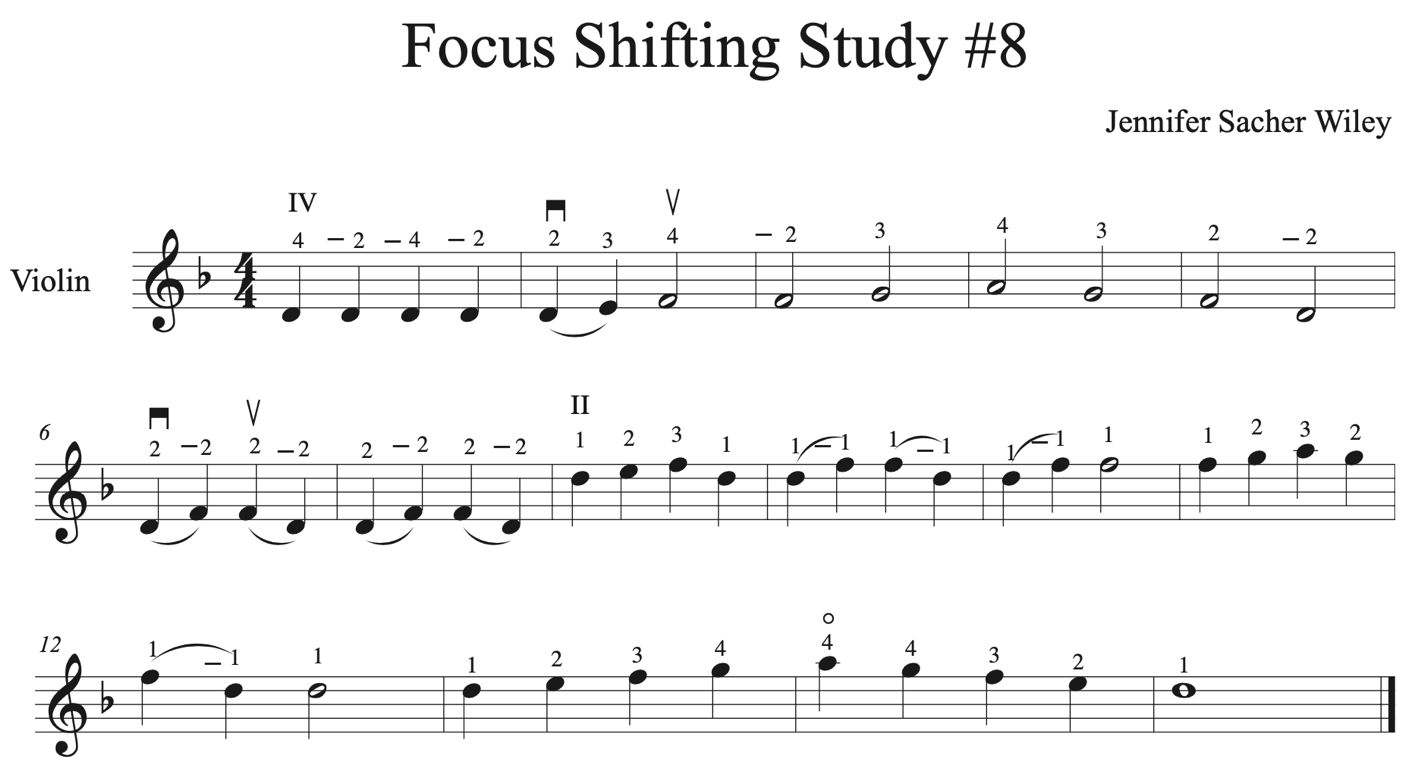 Focus Shifting Study #8
Jennifer Sacher Wiley
IV
4 – 2 – 4 – 2 2 3 4 – 2 3 4 3 2 – 2
Violin
4
4
II
6
2 – 2 2 – 2 2 – 2 2 – 2 1 2 3 1 1 – 1 1 – 1 1 – 1 1 1 2 3 2
12
1 – 1 1 1 2 3 4 4 4 3 2 1